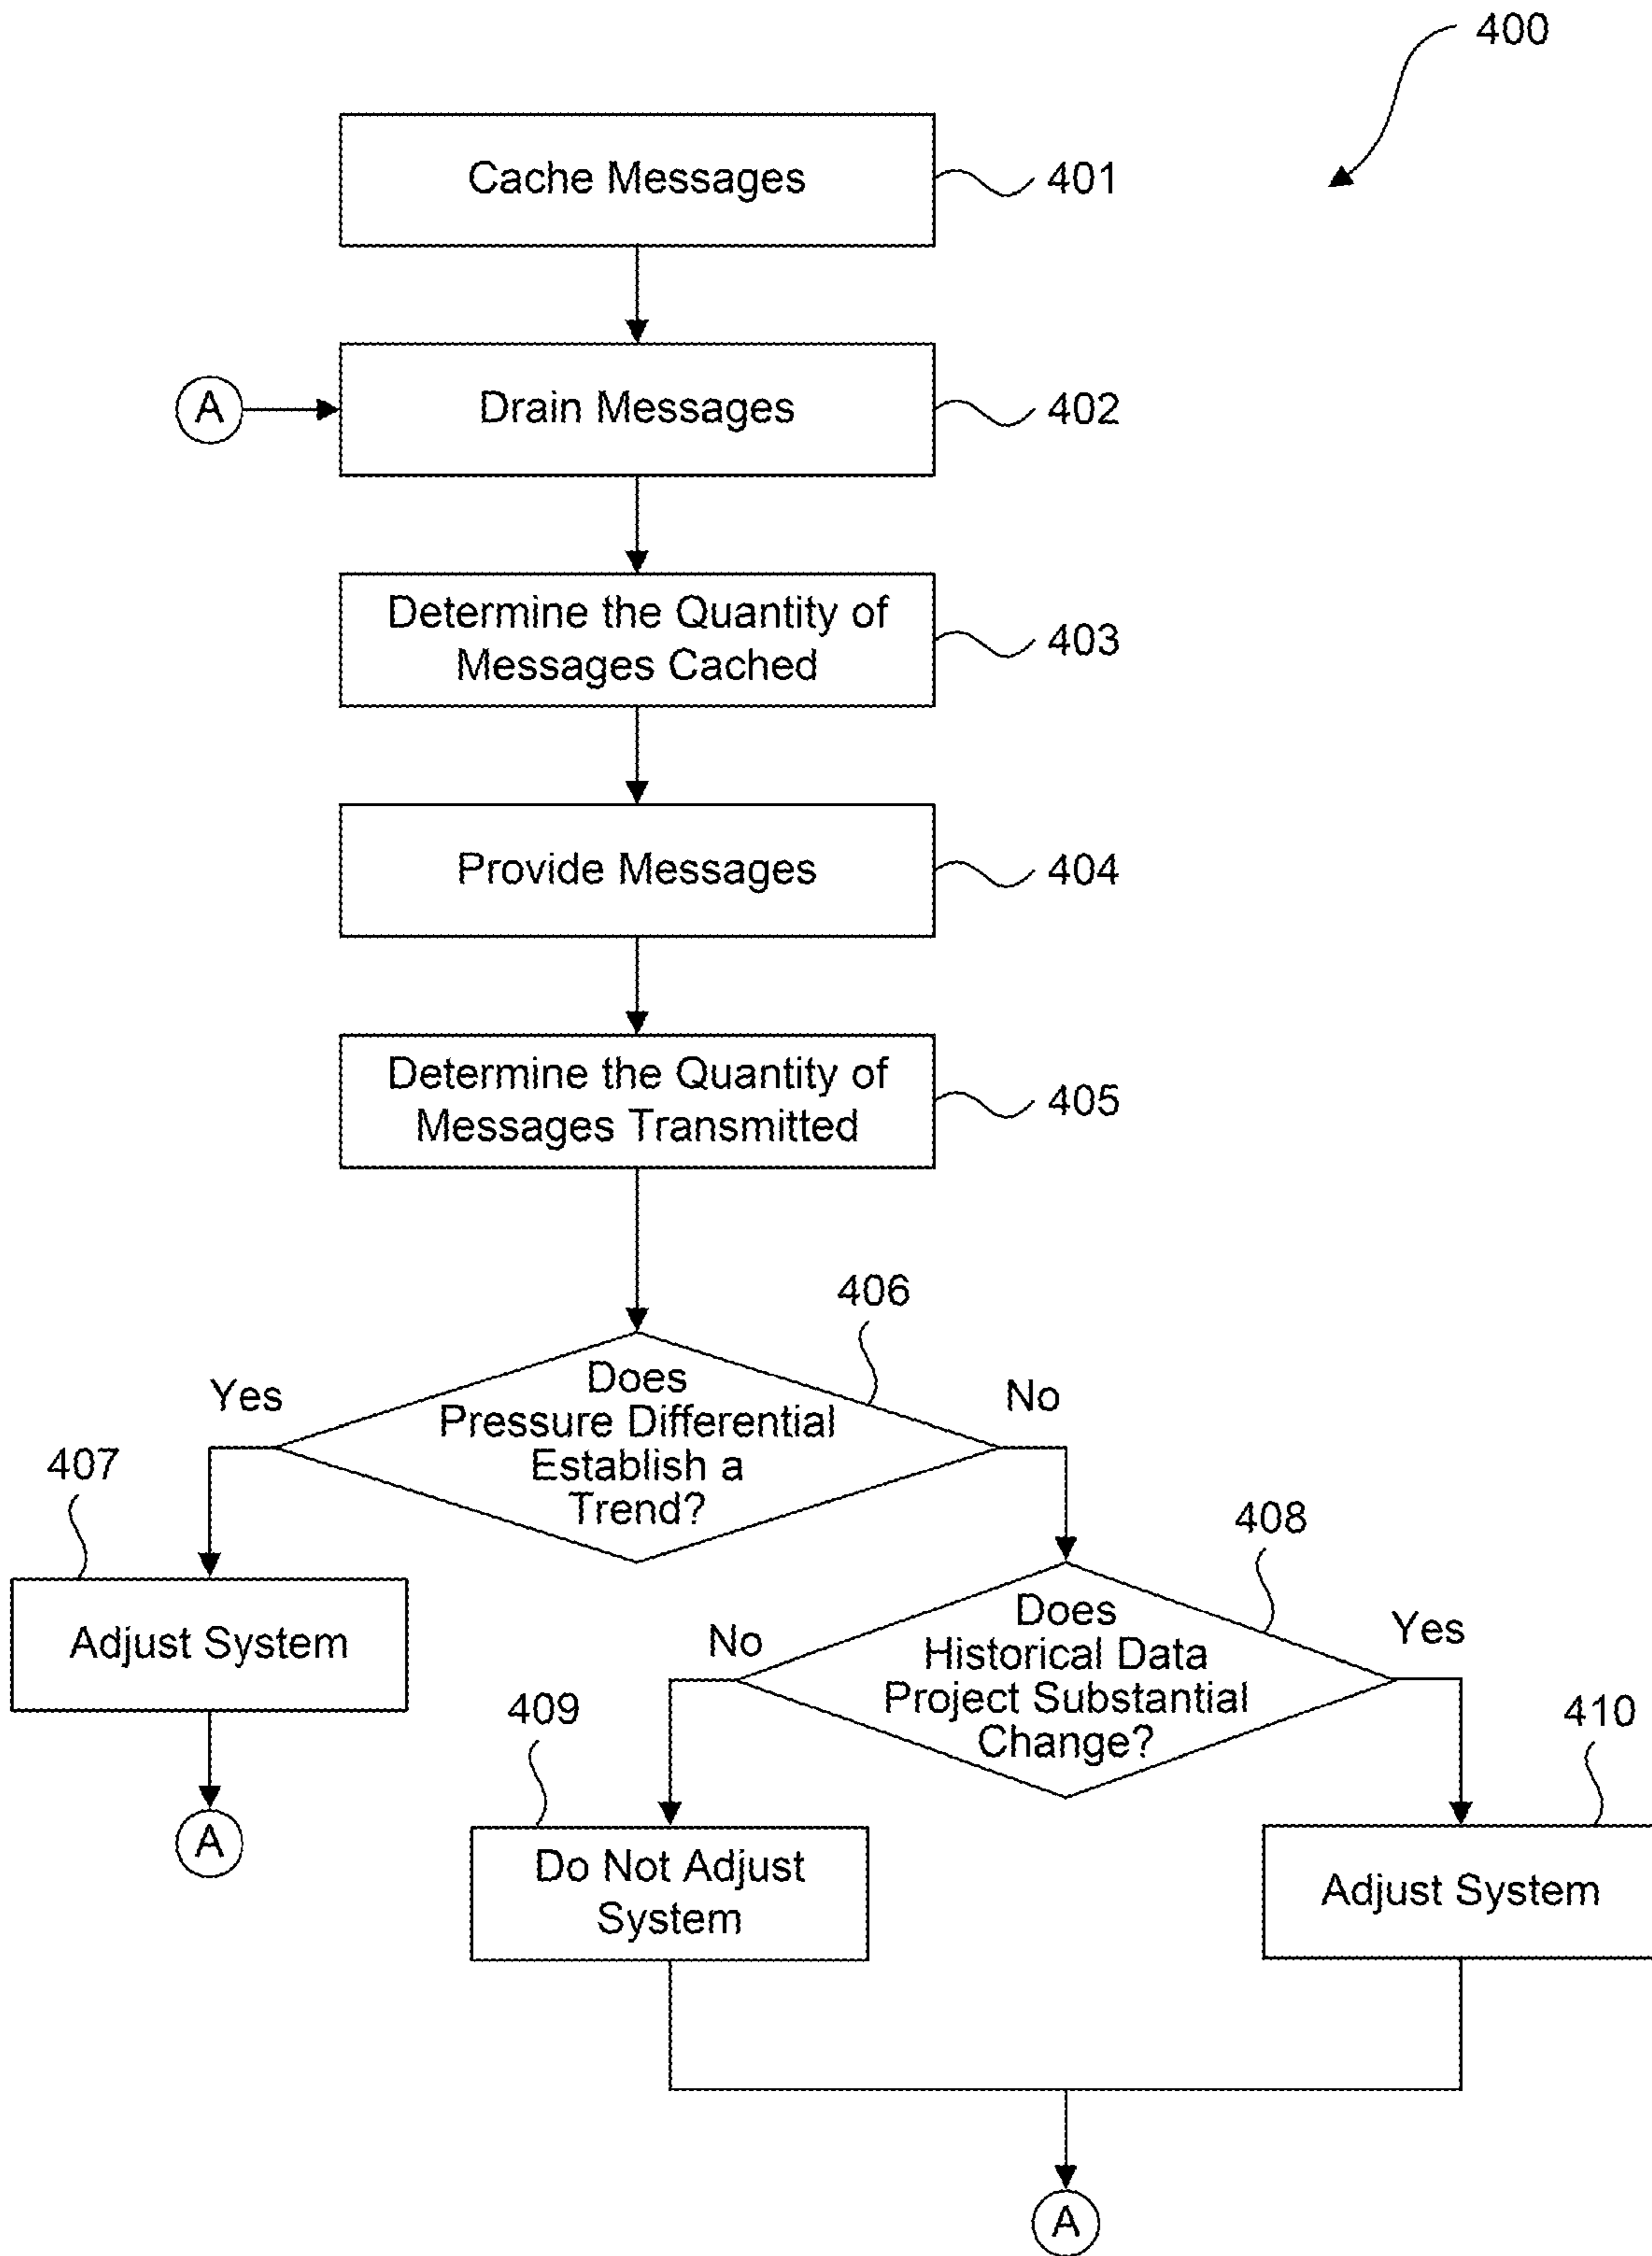 400
Cache Messages
401
A
Drain Messages
402
Determine the Quantity of
Messages Cached
403
Provide Messages
404
Determine the Quantity of
Messages Transmitted
405
406
Does
Pressure Differential
Establish a
Trend?
Yes
No
407
Adjust System
A
408
Does
Historical Data
Project Substantial
Change?
No
Yes
409
Do Not Adjust
System
410
Adjust System
A